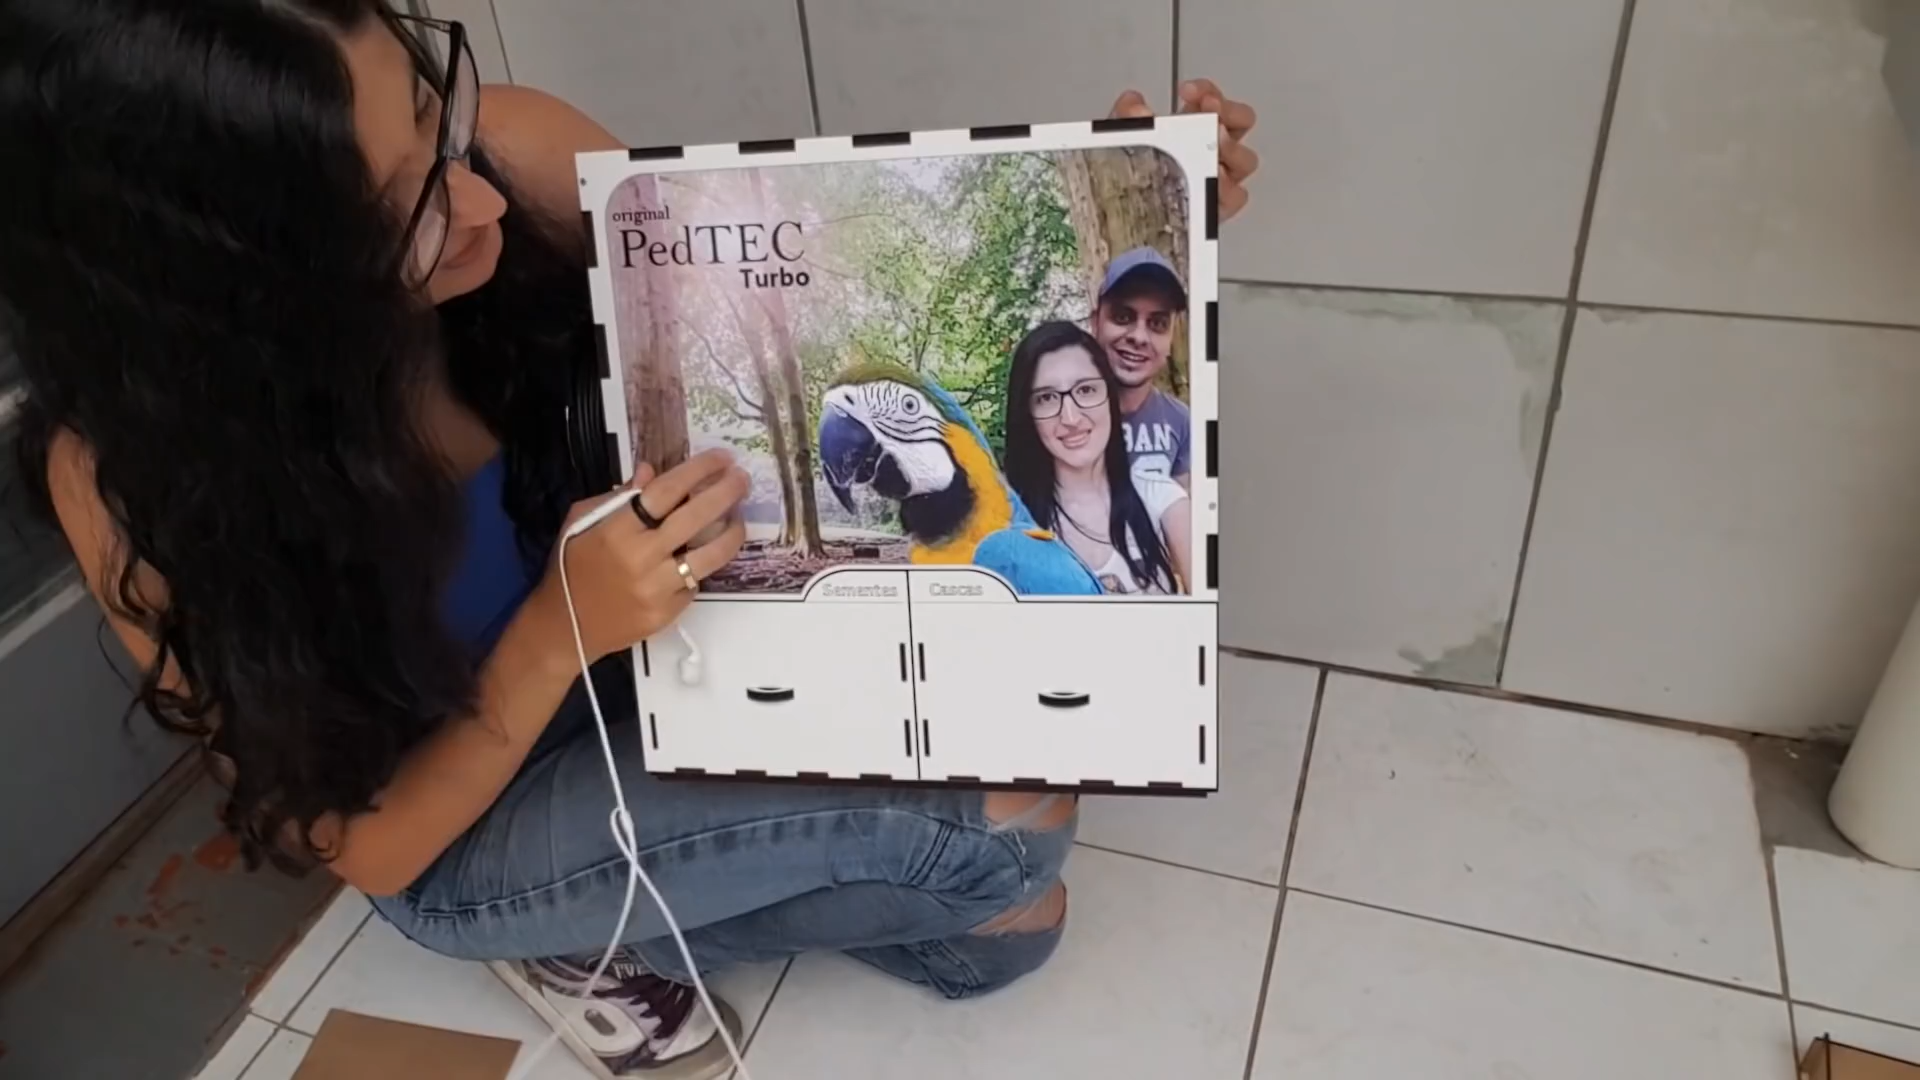 original
PedTEC
Turbo
BAN
Sementes
Cascas